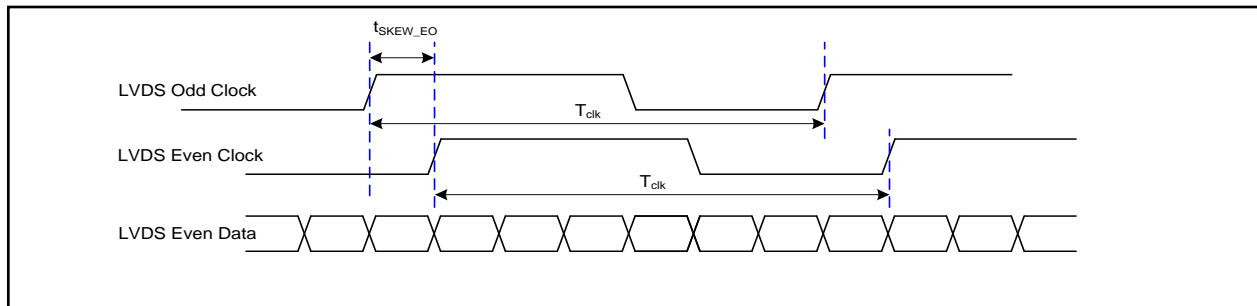 tSKEW_EO
LVDS Odd Clock
Tclk
LVDS Even Clock
Tclk
LVDS Even Data